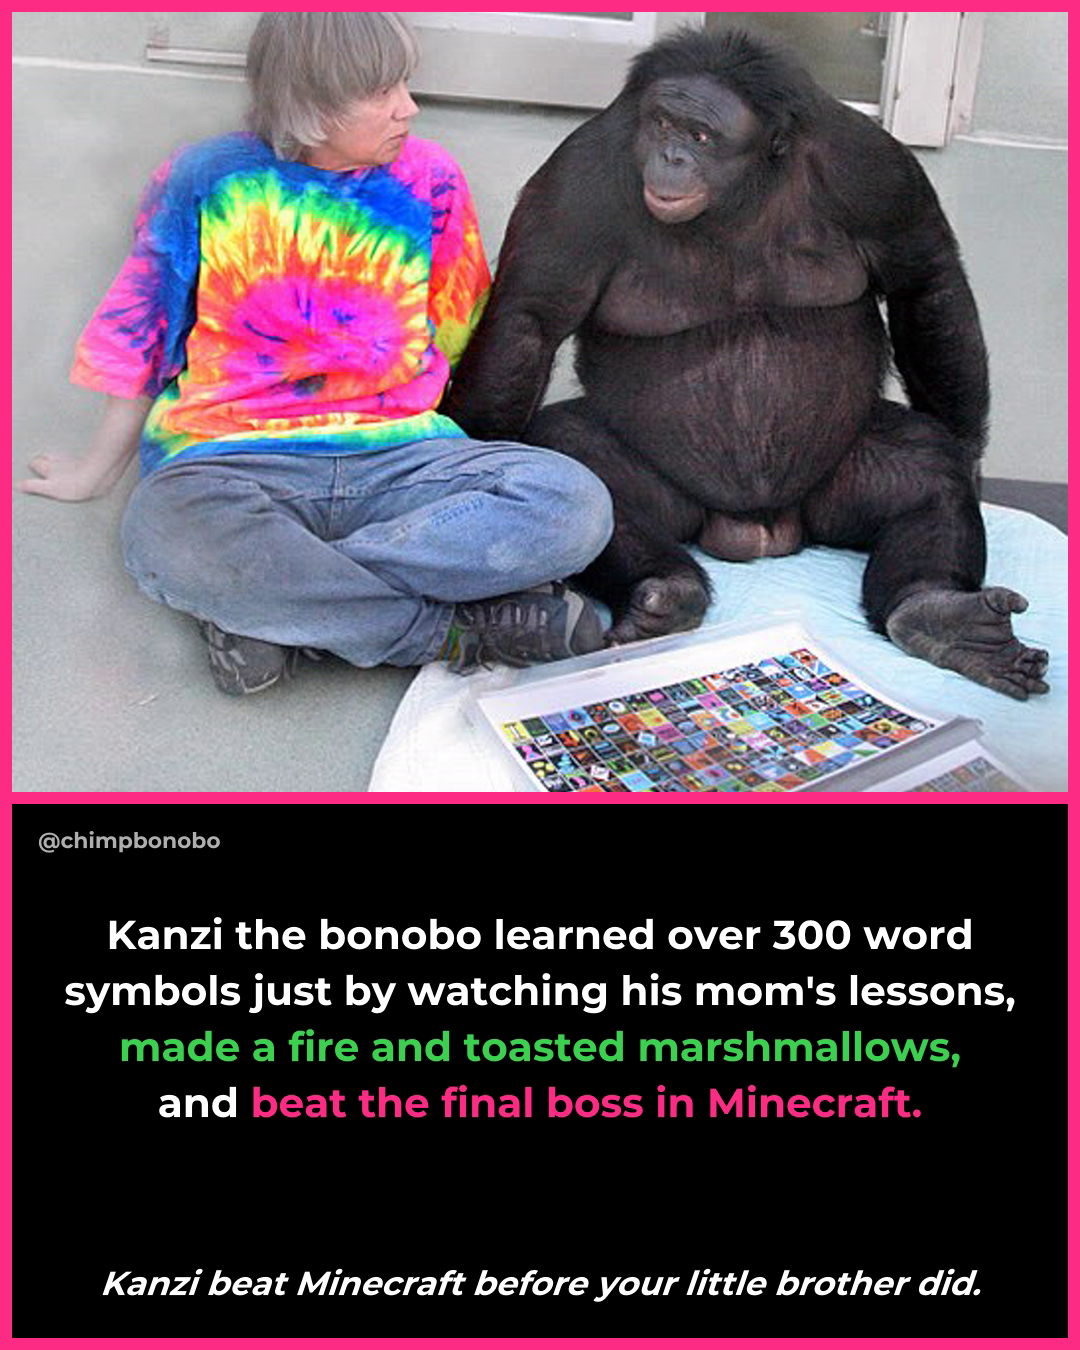 @chimpbonobo
Kanzi the bonobo learned over 300 word
symbols just by watching his mom's lessons,
made a fire and toasted marshmallows,
and beat the final boss in Minecraft.
Kanzi beat Minecraft before your little brother did.